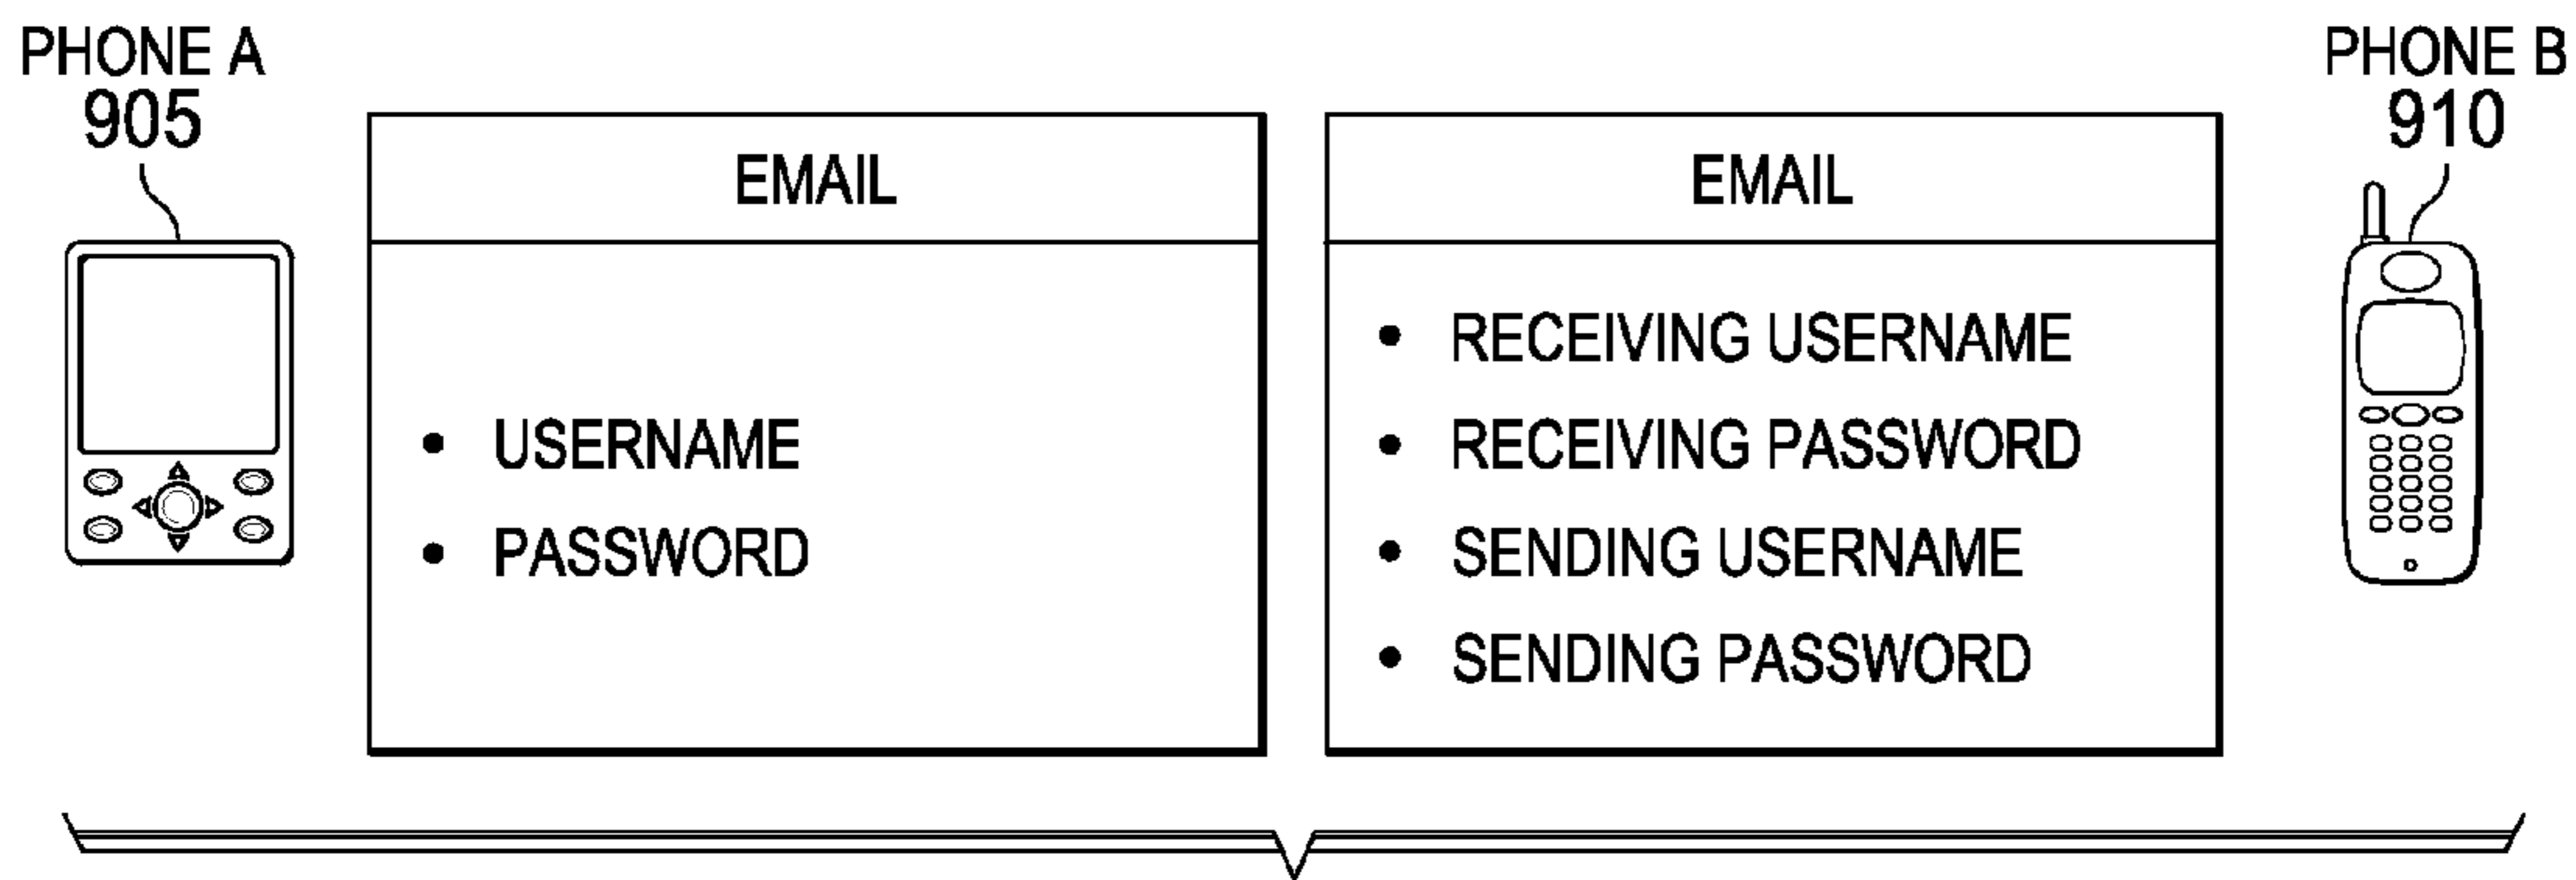 PHONE A
905
EMAIL
• USERNAME
• PASSWORD
EMAIL
• RECEIVING USERNAME
• RECEIVING PASSWORD
• SENDING USERNAME
• SENDING PASSWORD
PHONE B
910